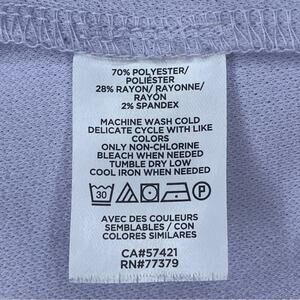 70% POLYESTER/
POLIÉSTER
28% RAYON/ RAYONNE/
RAYÓN
2% SPANDEX
MACHINE WASH COLD
DELICATE CYCLE WITH LIKE
COLORS
ONLY NON-CHLORINE
BLEACH WHEN NEEDED
TUMBLE DRY LOW
COOL IRON WHEN NEEDED
30 P
AVEC DES COULEURS
SEMBLABLES / CON
COLORES SIMILARES
CA#57421
RN#77379